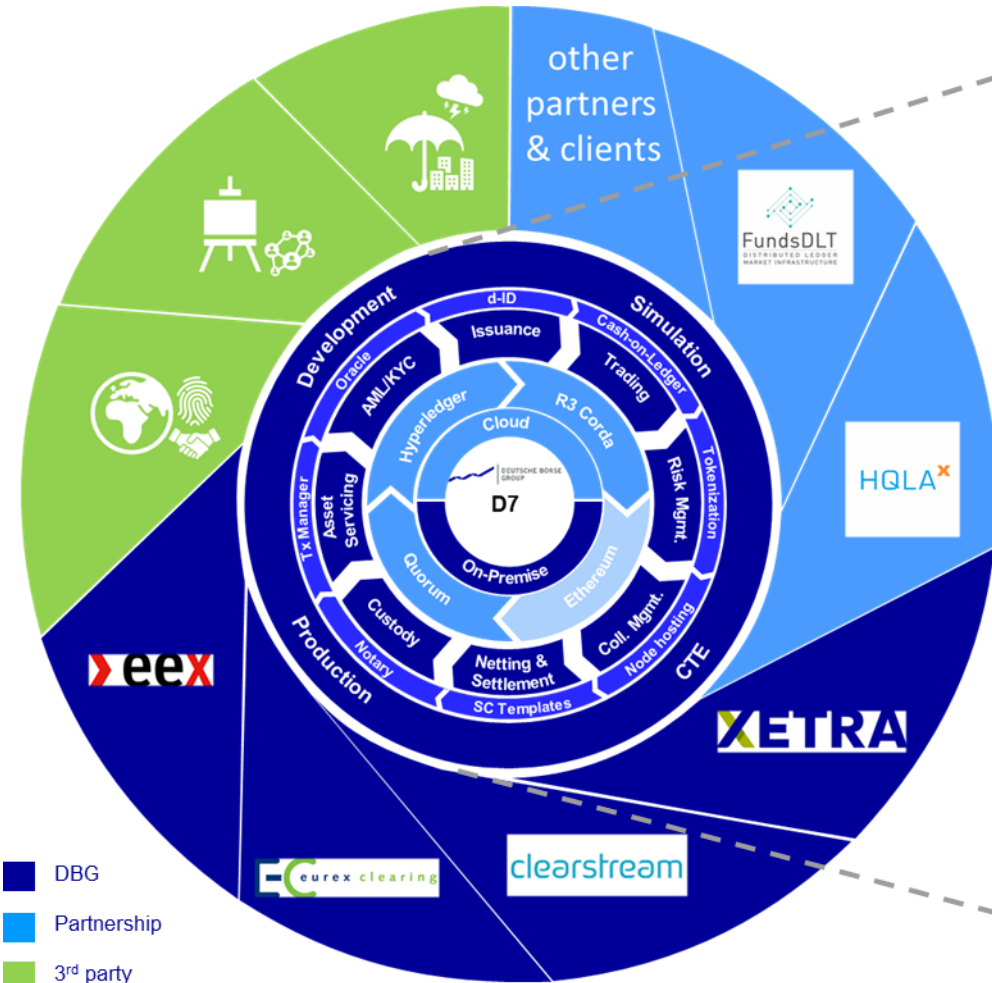 other
partners
& clients
FundsDLT
DISTRIBUTED LEDGER
MARKET INFRASTRUCTURE
HQLAx
XETRA
clearstream
EC eurex clearing
eex
Development
Simulation
CTE
Production
d-ID
Cash-on-Ledger
Tokenization
Node hosting
SC Templates
Notary
Tx Manager
Oracle
Issuance
Trading
Risk Mgmt.
Coll. Mgmt.
Netting &
Settlement
Custody
Asset
Servicing
AML/KYC
Hyperledger
R3 Corda
Ethereum
Quorum
Cloud
On-Premise
DEUTSCHE BÖRSE
GROUP
D7
DBG
Partnership
3rd party